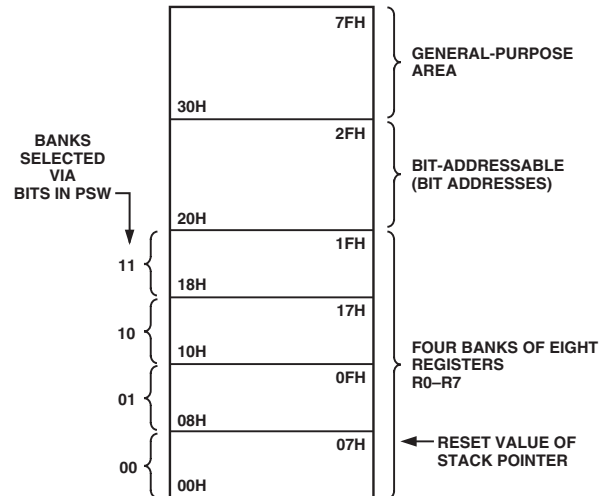 7FH
GENERAL-PURPOSE
AREA
30H
BANKS
SELECTED
VIA
BITS IN PSW
2FH
BIT-ADDRESSABLE
(BIT ADDRESSES)
20H
11
1FH
18H
10
17H
10H
FOUR BANKS OF EIGHT
REGISTERS
R0–R7
01
0FH
08H
00
07H
00H
RESET VALUE OF
STACK POINTER